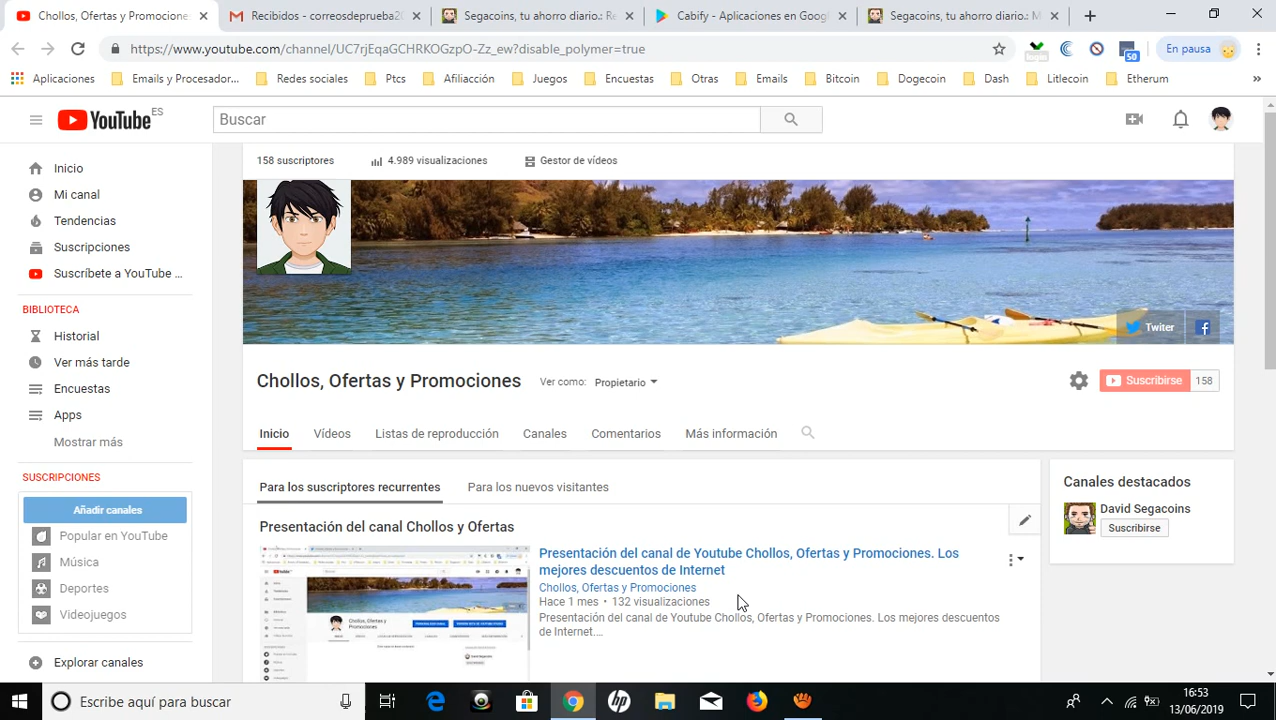 Chollos, Ofertas y Promociones
Recibidos - correosdeprueba2
Segacoins, tu ahorro diario.: R
Cabify - Aplicaciones en Googl
Segacoins, tu ahorro diario.: M
https://www.youtube.com/channel/UC7rjEqaGCHRKOGzpO-Zz_ew?disable_polymer=true
50
En pausa
Aplicaciones
Emails y Procesador...
Redes sociales
Ptcs
Afiliacción
Juegos
Encuestas
Emails
Bitcoin
Dogecoin
Dash
Litlecoin
Etherum
YouTube ES
Buscar
158 suscriptores
4.989 visualizaciones
Gestor de vídeos
Inicio
Mi canal
Tendencias
Suscripciones
Suscríbete a YouTube ...
BIBLIOTECA
Historial
Ver más tarde
Encuestas
Apps
Mostrar más
SUSCRIPCIONES
Añadir canales
Popular en YouTube
Música
Deportes
Videojuegos
Explorar canales
Twiter
Chollos, Ofertas y Promociones
Ver como:
Propietario
Suscribirse
158
Inicio
Vídeos
Listas de reproducción
Canales
Comentarios
Más información
Para los suscriptores recurrentes
Para los nuevos visitantes
Presentación del canal Chollos y Ofertas
Presentación del canal de Youtube Chollos, Ofertas y Promociones. Los
mejores descuentos de Internet
Chollos, Ofertas y Promociones
Hace 1 mes • 132 visualizaciones
Presentación del canal de Youtube Chollos, Ofertas y Promociones. Los mejores descuentos
de Internet...
Canales destacados
David Segacoins
Suscribirse
Escribe aquí para buscar
6:53
13/06/2019